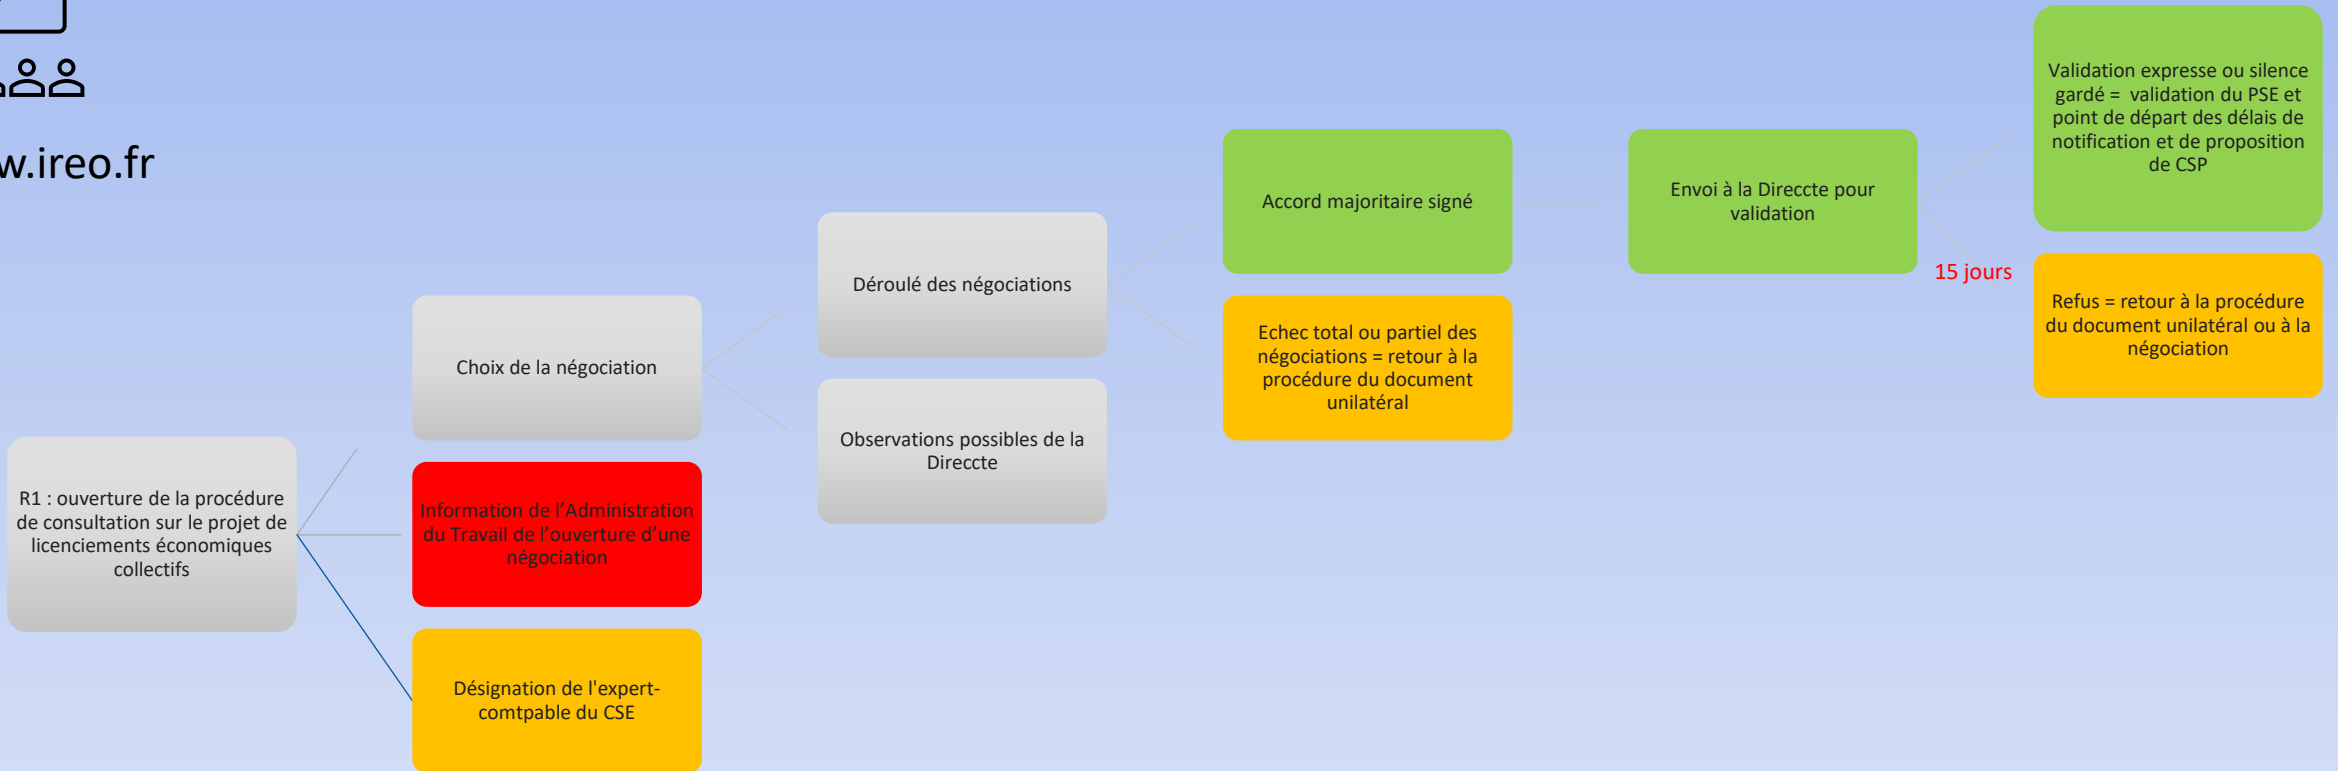 w.ireo.fr
R1 : ouverture de la procédure
de consultation sur le projet de
licenciements économiques
collectifs
Choix de la négociation
Information de l’Administration
du Travail de l’ouverture d’une
négociation
Désignation de l'expert-
comtpable du CSE
Déroulé des négociations
Observations possibles de la
Direccte
Accord majoritaire signé
Echec total ou partiel des
négociations = retour à la
procédure du document
unilatéral
Envoi à la Direccte pour
validation
15 jours
Validation expresse ou silence
gardé = validation du PSE et
point de départ des délais de
notification et de proposition
de CSP
Refus = retour à la procédure
du document unilatéral ou à la
négociation